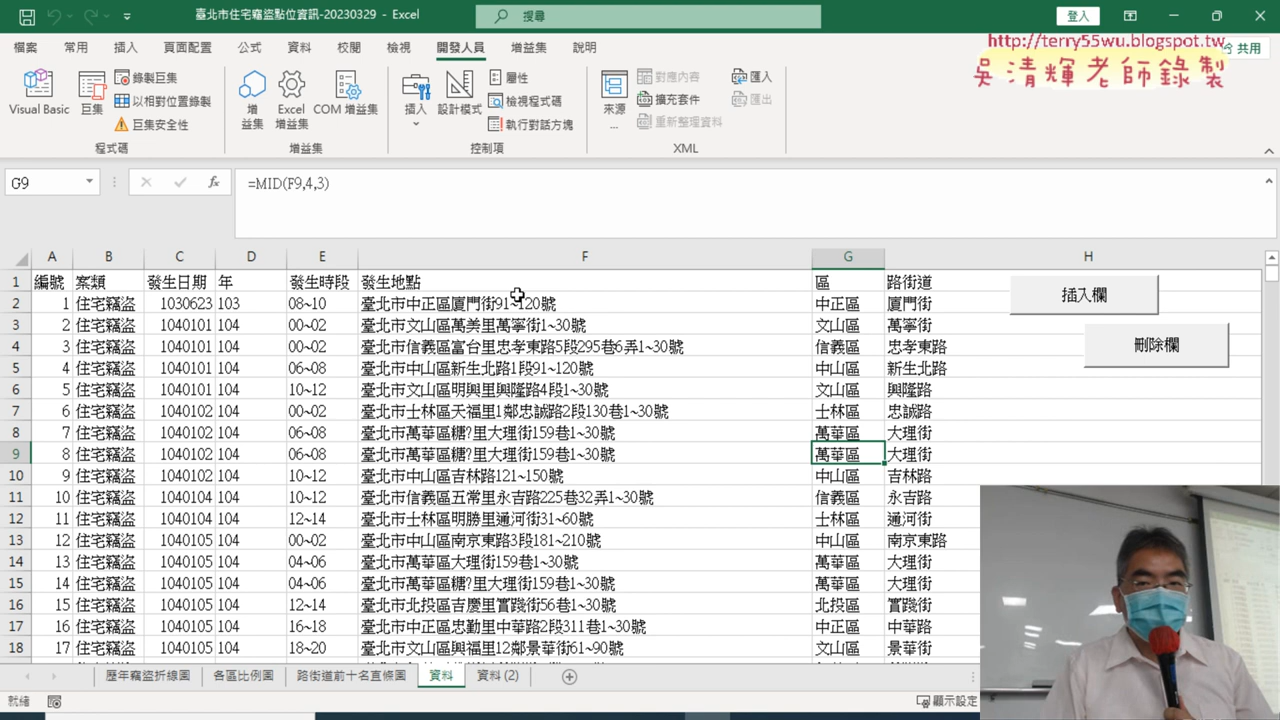 臺北市住宅竊盜點位資訊-20230329 - Excel
搜尋
登入
檔案 常用 插入 頁面配置 公式 資料 校閱 檢視 開發人員 增益集 說明
共用
http://terry55wu.blogspot.tw
吳清輝老師錄製
Visual Basic 巨集 錄製巨集 以相對位置錄製 巨集安全性
增益集 Excel 增益集 COM 增益集
插入 設計模式 屬性 檢視程式碼 執行對話方塊
來源... 對應內容 擴充套件 重新整理資料 匯入 匯出
程式碼 增益集 控制項 XML
G9 fx =MID(F9,4,3)
A B C D E F G H
1 編號 案類 發生日期 年 發生時段 發生地點 區 路街道
2 1 住宅竊盜 1030623 103 08~10 臺北市中正區廈門街91~120號 中正區 廈門街
3 2 住宅竊盜 1040101 104 00~02 臺北市文山區萬美里萬寧街1~30號 文山區 萬寧街
4 3 住宅竊盜 1040101 104 00~02 臺北市信義區富台里忠孝東路5段295巷6弄1~30號 信義區 忠孝東路
5 4 住宅竊盜 1040101 104 06~08 臺北市中山區新生北路1段91~120號 中山區 新生北路
6 5 住宅竊盜 1040101 104 10~12 臺北市文山區明興里興隆路4段1~30號 文山區 興隆路
7 6 住宅竊盜 1040102 104 00~02 臺北市士林區天福里1鄰忠誠路2段130巷1~30號 士林區 忠誠路
8 7 住宅竊盜 1040102 104 06~08 臺北市萬華區糖?里大理街159巷1~30號 萬華區 大理街
9 8 住宅竊盜 1040102 104 06~08 臺北市萬華區糖?里大理街159巷1~30號 萬華區 大理街
10 9 住宅竊盜 1040102 104 10~12 臺北市中山區吉林路121~150號 中山區 吉林路
11 10 住宅竊盜 1040104 104 10~12 臺北市信義區五常里永吉路225巷32弄1~30號 信義區 永吉路
12 11 住宅竊盜 1040104 104 12~14 臺北市士林區明勝里通河街31~60號 士林區 通河街
13 12 住宅竊盜 1040105 104 00~02 臺北市中山區南京東路3段181~210號 中山區 南京東路
14 13 住宅竊盜 1040105 104 04~06 臺北市萬華區大理街159巷1~30號 萬華區 大理街
15 14 住宅竊盜 1040105 104 04~06 臺北市萬華區糖?里大理街159巷1~30號 萬華區 大理街
16 15 住宅竊盜 1040105 104 12~14 臺北市北投區吉慶里實踐街56巷1~30號 北投區 實踐街
17 16 住宅竊盜 1040105 104 16~18 臺北市中正區忠勤里中華路2段311巷1~30號 中正區 中華路
18 17 住宅竊盜 1040105 104 18~20 臺北市文山區興福里12鄰景華街61~90號 文山區 景華街
插入欄
刪除欄
歷年竊盜折線圖 各區比例圖 路街道前十名直條圖 資料 資料 (2)
就緒 顯示設定